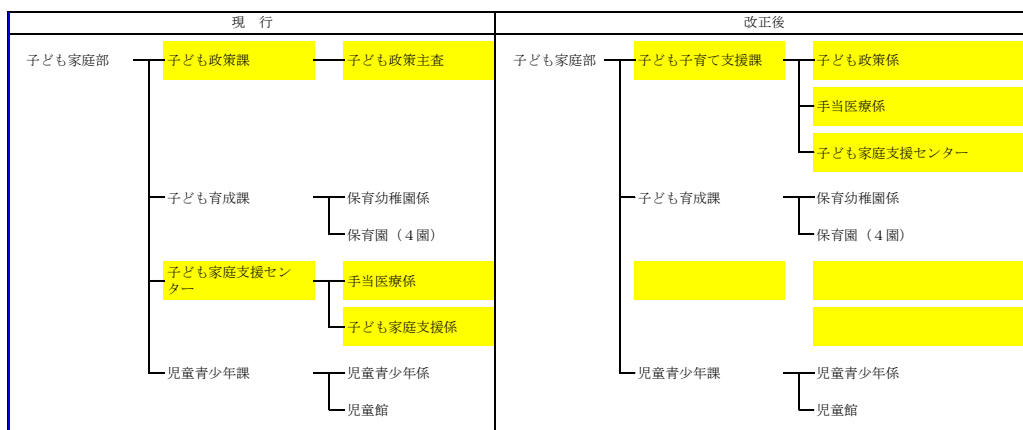 現　行
改正後
子ども家庭部
子ども政策課
子ども政策主査
子ども育成課
保育幼稚園係
保育園（４園）
子ども家庭支援セン
ター
手当医療係
子ども家庭支援係
児童青少年課
児童青少年係
児童館
子ども家庭部
子ども子育て支援課
子ども政策係
手当医療係
子ども家庭支援センター
子ども育成課
保育幼稚園係
保育園（４園）
児童青少年課
児童青少年係
児童館